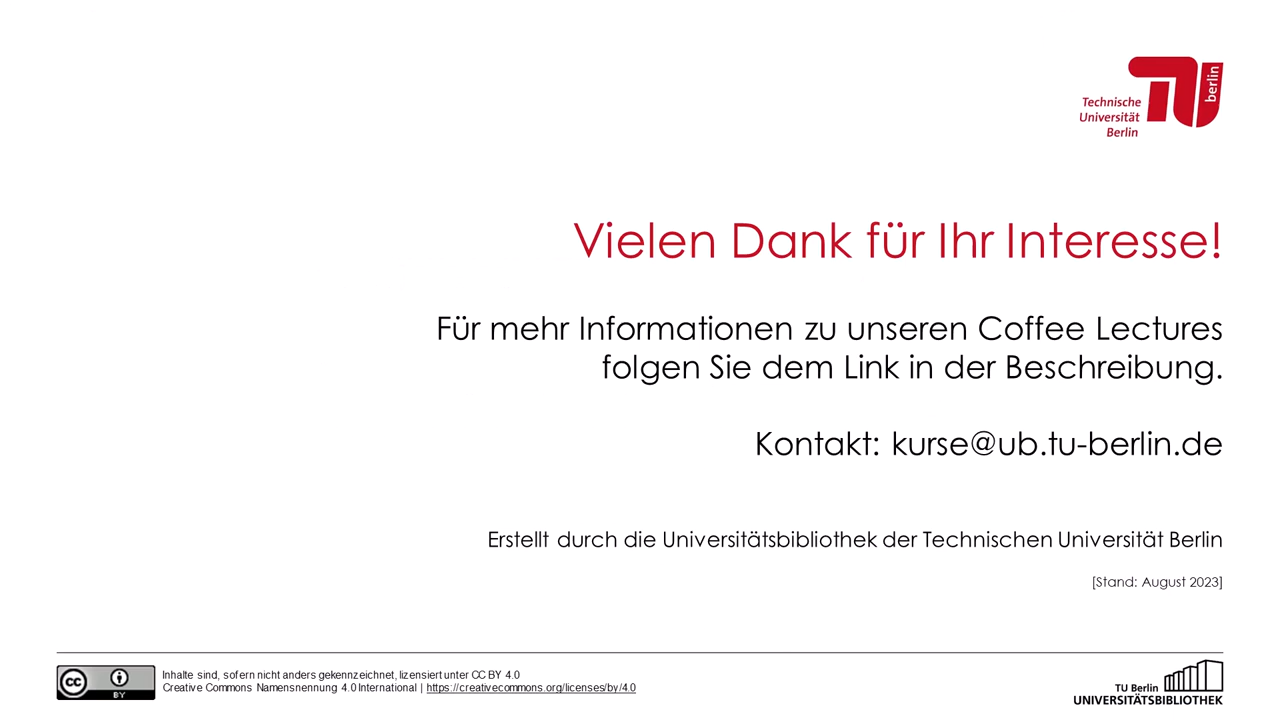 Technische
Universität
Berlin
berlin
Vielen Dank für Ihr Interesse!
Für mehr Informationen zu unseren Coffee Lectures
folgen Sie dem Link in der Beschreibung.
Kontakt: kurse@ub.tu-berlin.de
Erstellt durch die Universitätsbibliothek der Technischen Universität Berlin
[Stand: August 2023]
cc BY
Inhalte sind, sofern nicht anders gekennzeichnet, lizensiert unter CC BY 4.0
Creative Commons Namensnennung 4.0 International | https://creativecommons.org/licenses/by/4.0
TU Berlin
UNIVERSITÄTSBIBLIOTHEK